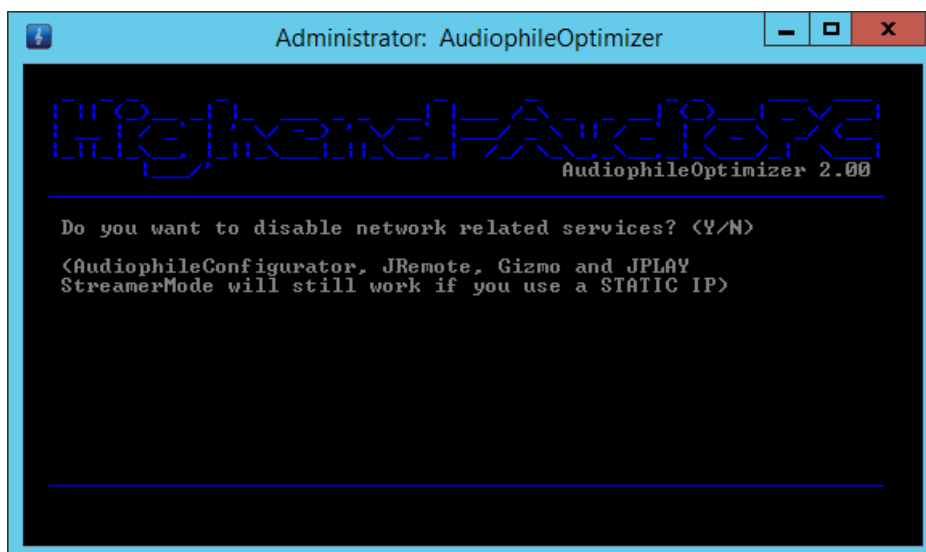 Administrator: AudiophileOptimizer
Highend-AudioPC
AudiophileOptimizer 2.00
Do you want to disable network related services? (Y/N)
(AudiophileConfigurator, JRemote, Gizmo and JPLAY
StreamerMode will still work if you use a STATIC IP)